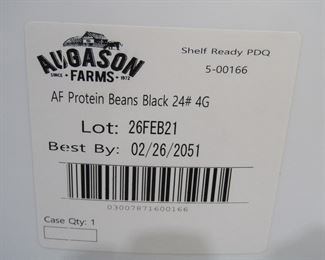 AUGASON
SINCE FARMS 1972
Shelf Ready PDQ
5-00166
AF Protein Beans Black 24# 4G
Lot: 26FEB21
Best By: 02/26/2051
03007871600166
Case Qty: 1